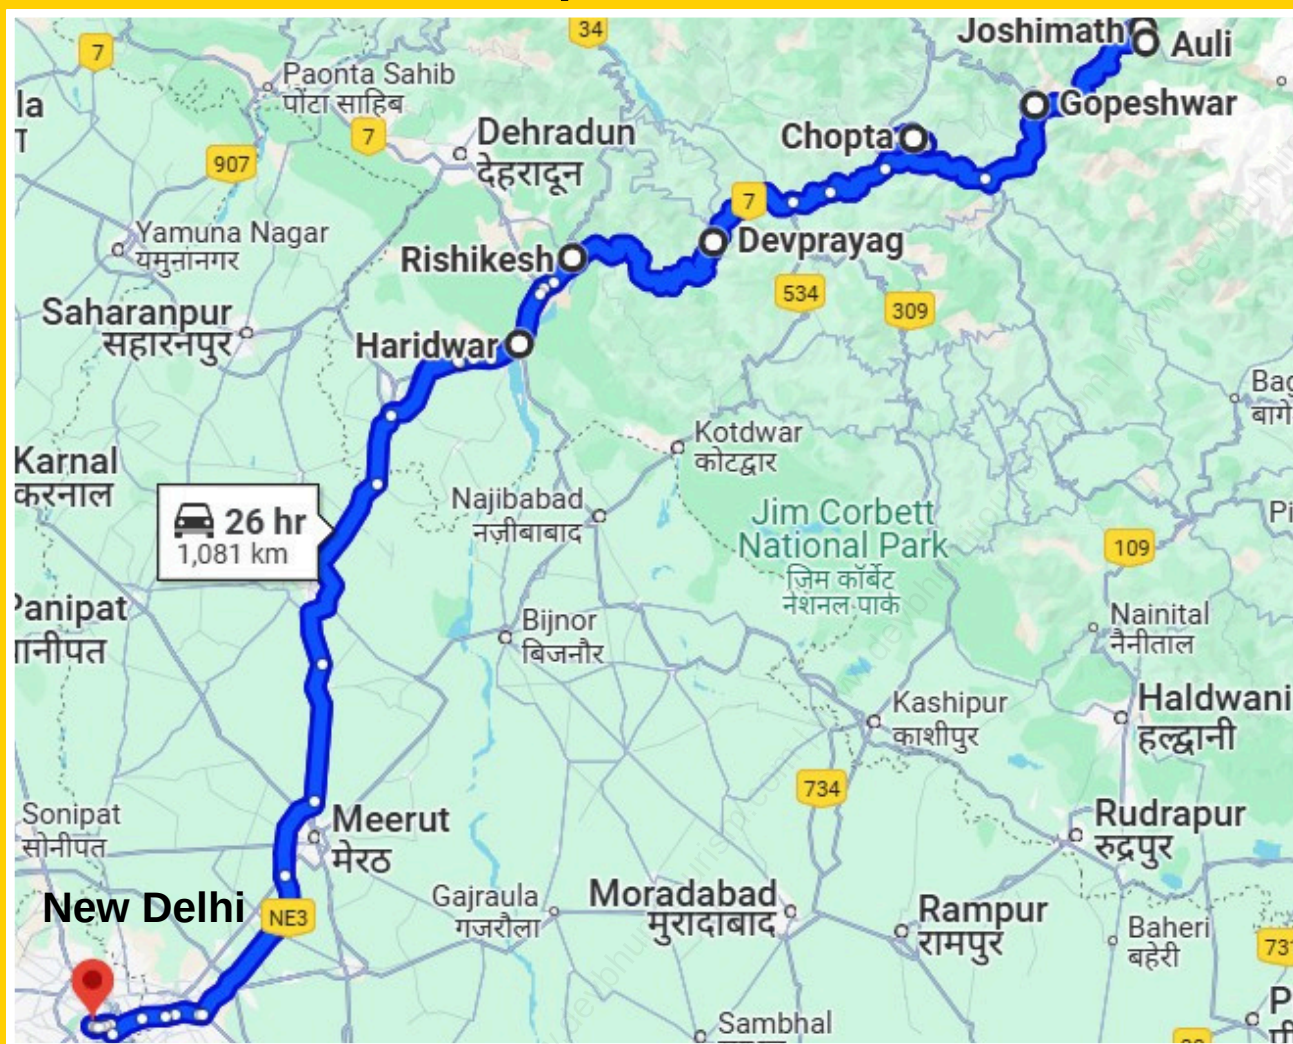 34
Joshimath
Auli
7
Paonta Sahib
पोंटा साहिब
Gopeshwar
la
Dehradun
देहरादून
7
Chopta
907
7
Yamuna Nagar
यमुनानगर
Devprayag
Rishikesh
534
309
Saharanpur
सहारनपुर
Haridwar
Kotdwar
कोटद्वार
Karnal
करनाल
Najibabad
नज़ीबाबाद
26 hr
1,081 km
Jim Corbett
National Park
जिम कॉर्बेट
नेशनल पार्क
109
Panipat
Bijnor
बिजनौर
Nainital
नैनीताल
Kashipur
काशीपुर
Haldwani
हल्द्वानी
734
Sonipat
सोनीपत
Meerut
मेरठ
Rudrapur
रुद्रपुर
New Delhi
NE3
Gajraula
गजरौला
Moradabad
मुरादाबाद
Rampur
रामपुर
Baheri
बहेरी
731
Sambhal